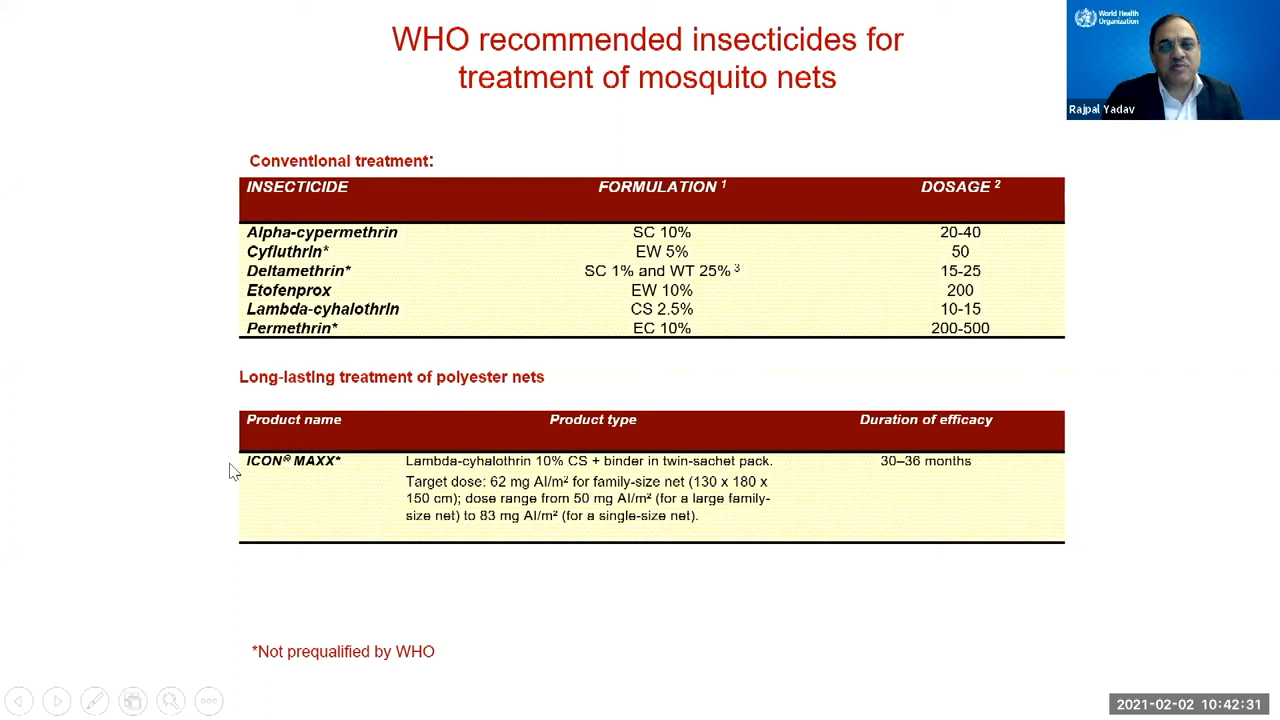 WHO recommended insecticides for
treatment of mosquito nets
World Health
Organization
Rajpal Yadav
Conventional treatment:
INSECTICIDE FORMULATION 1 DOSAGE 2
Alpha-cypermethrin SC 10% 20-40
Cyfluthrin* EW 5% 50
Deltamethrin* SC 1% and WT 25% 3 15-25
Etofenprox EW 10% 200
Lambda-cyhalothrin CS 2.5% 10-15
Permethrin* EC 10% 200-500
Long-lasting treatment of polyester nets
Product name Product type Duration of efficacy
ICON® MAXX* Lambda-cyhalothrin 10% CS + binder in twin-sachet pack. 30–36 months
Target dose: 62 mg AI/m² for family-size net (130 x 180 x
150 cm); dose range from 50 mg AI/m² (for a large family-
size net) to 83 mg AI/m² (for a single-size net).
*Not prequalified by WHO
2021-02-02 10:42:31